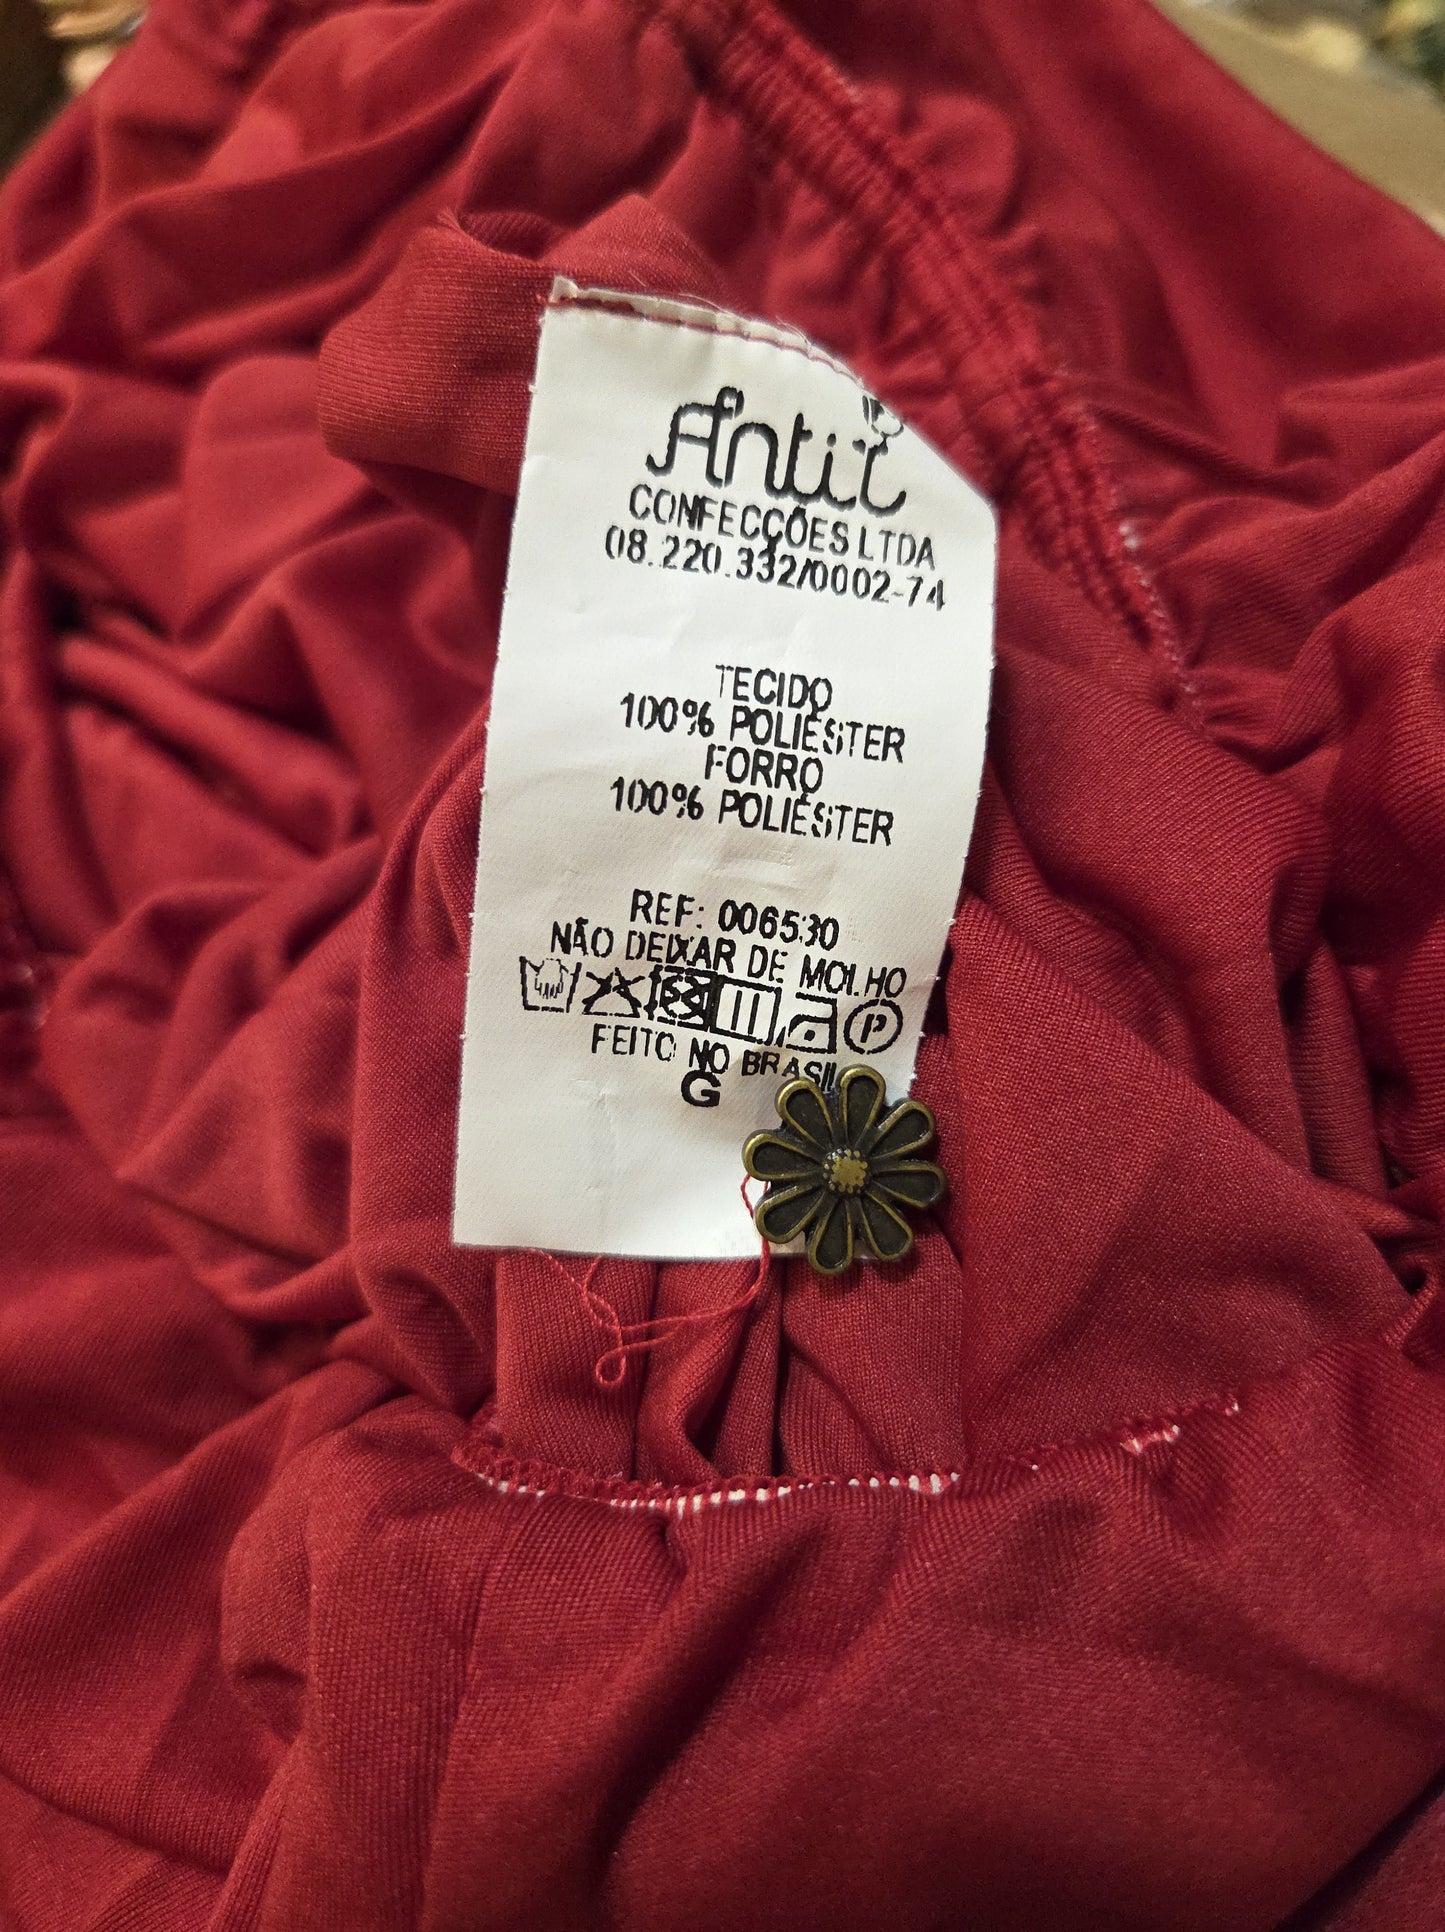 Antix
CONFECÇÕES LTDA
08.220.332/0002-74
TECIDO
100% POLIÉSTER
FORRO
100% POLIÉSTER
REF: 006530
NÃO DEIXAR DE MOLHO
P
FEITO NO BRASIL
G